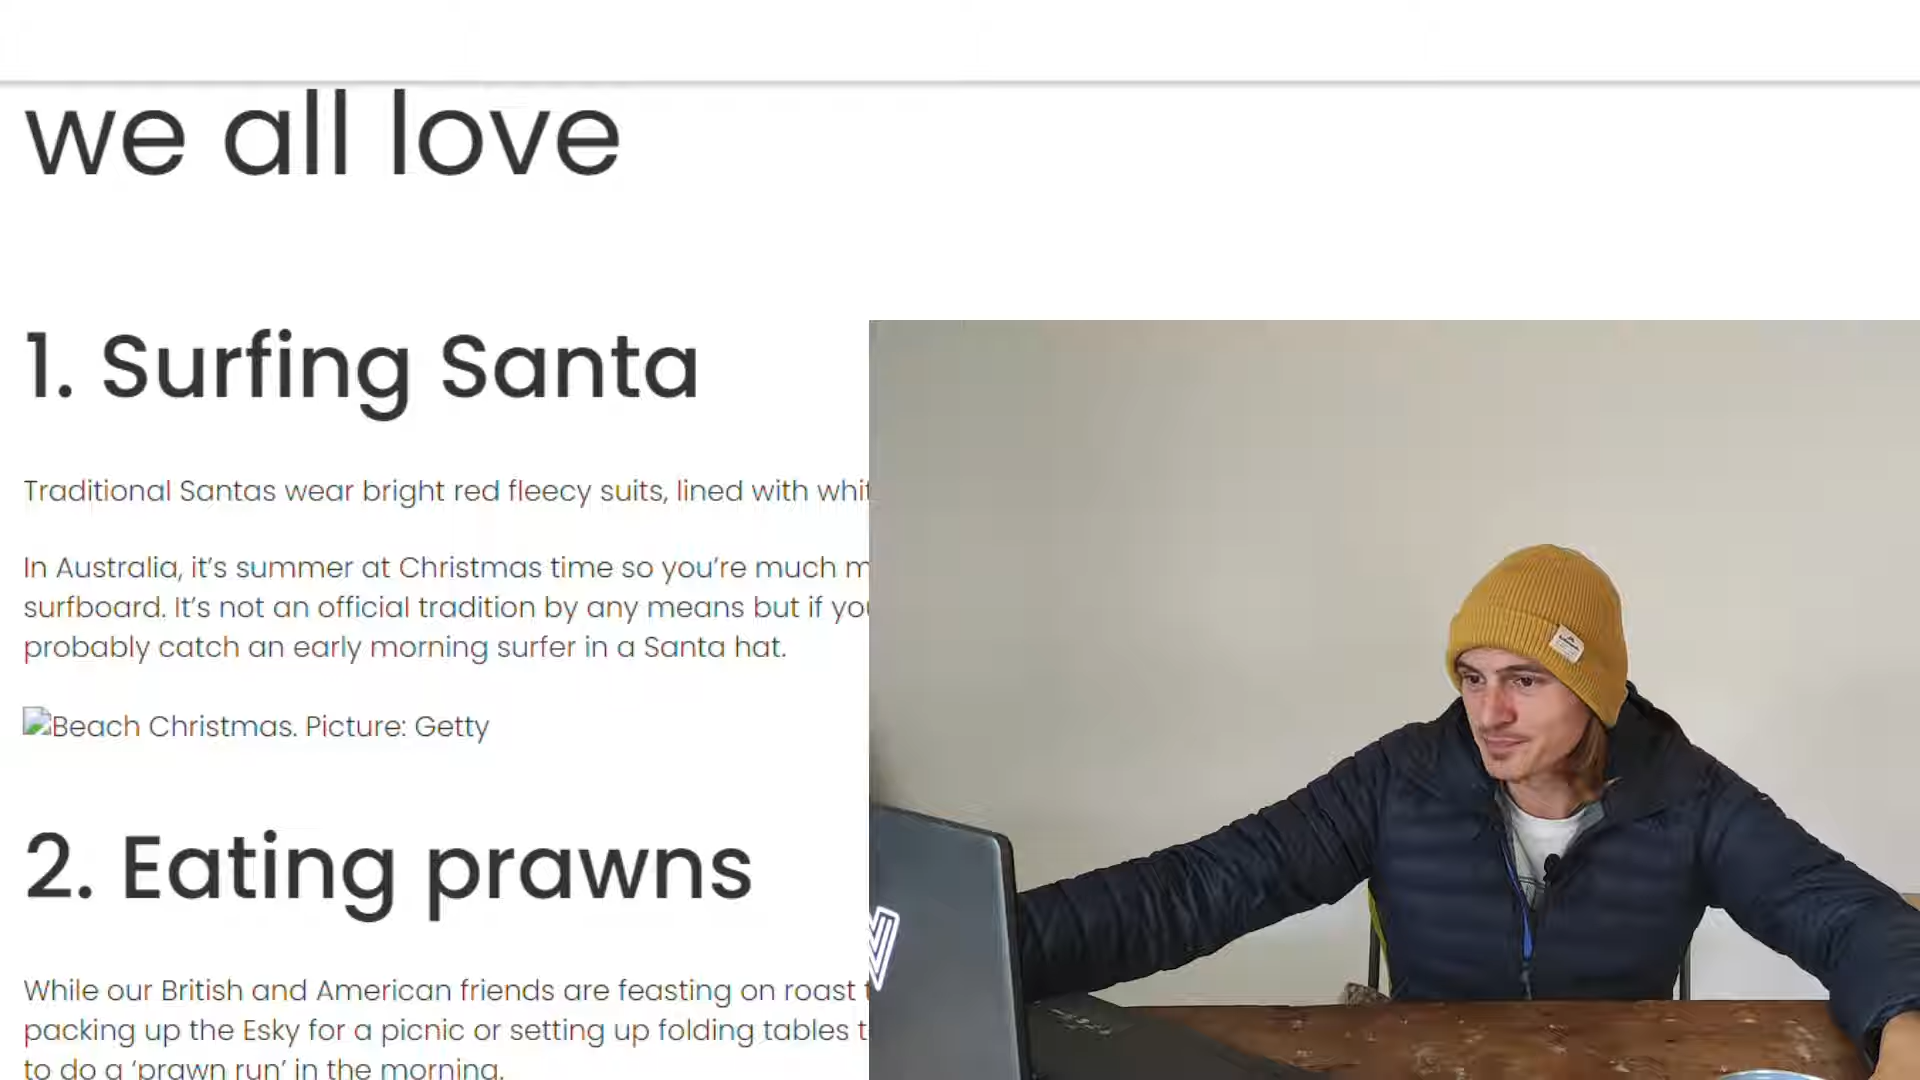 we all love
1. Surfing Santa
Traditional Santas wear bright red fleecy suits, lined with whi
In Australia, it’s summer at Christmas time so you’re much m
surfboard. It’s not an official tradition by any means but if yo
probably catch an early morning surfer in a Santa hat.
Beach Christmas. Picture: Getty
2. Eating prawns
While our British and American friends are feasting on roast
packing up the Esky for a picnic or setting up folding tables t
to do a ‘prawn run’ in the morning.